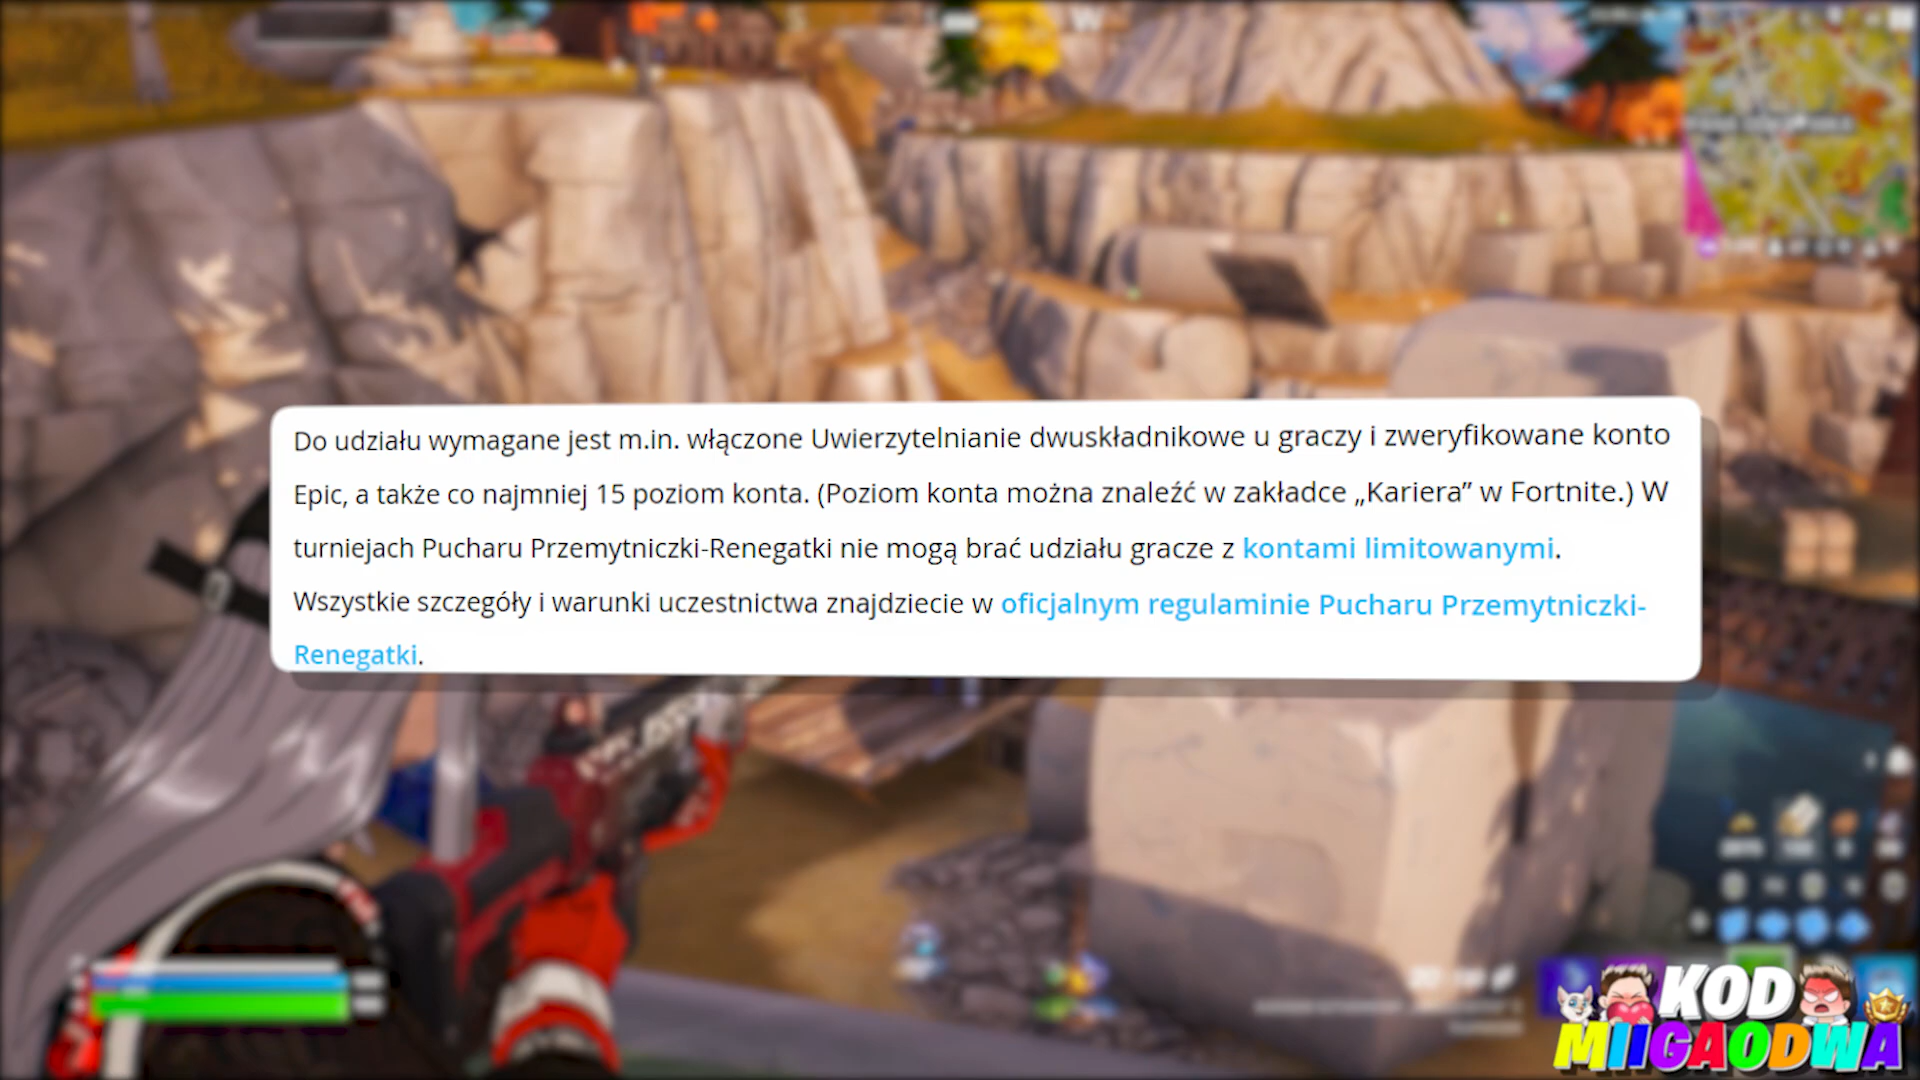 Do udziału wymagane jest m.in. włączone Uwierzytelnianie dwuskładnikowe u graczy i zweryfikowane konto
Epic, a także co najmniej 15 poziom konta. (Poziom konta można znaleźć w zakładce „Kariera” w Fortnite.) W
turniejach Pucharu Przemytniczki-Renegatki nie mogą brać udziału gracze z kontami limitowanymi.
Wszystkie szczegóły i warunki uczestnictwa znajdziecie w oficjalnym regulaminie Pucharu Przemytniczki-
Renegatki.
KOD
MIIGAODWA